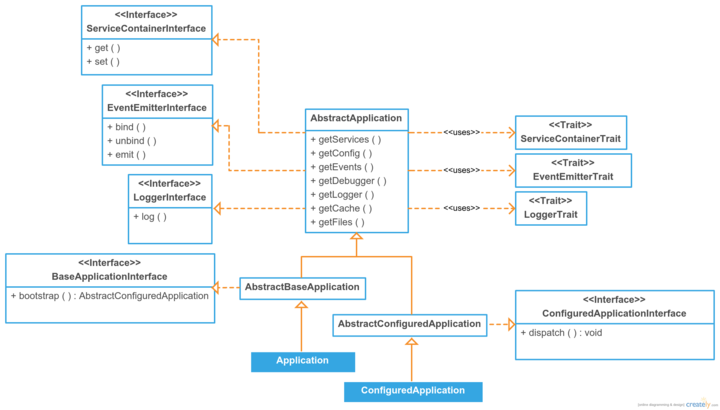 <<Interface>>
ServiceContainerInterface
+ get ( )
+ set ( )
<<Interface>>
EventEmitterInterface
+ bind ( )
+ unbind ( )
+ emit ( )
<<Interface>>
LoggerInterface
+ log ( )
AbstractApplication
+ getServices ( )
+ getConfig ( )
+ getEvents ( )
+ getDebugger ( )
+ getLogger ( )
+ getCache ( )
+ getFiles ( )
<<uses>>
<<uses>>
<<uses>>
<<Trait>>
ServiceContainerTrait
<<Trait>>
EventEmitterTrait
<<Trait>>
LoggerTrait
<<Interface>>
BaseApplicationInterface
+ bootstrap ( ) : AbstractConfiguredApplication
AbstractBaseApplication
AbstractConfiguredApplication
<<Interface>>
ConfiguredApplicationInterface
+ dispatch ( ) : void
Application
ConfiguredApplication
[online diagramming & design] creately.com